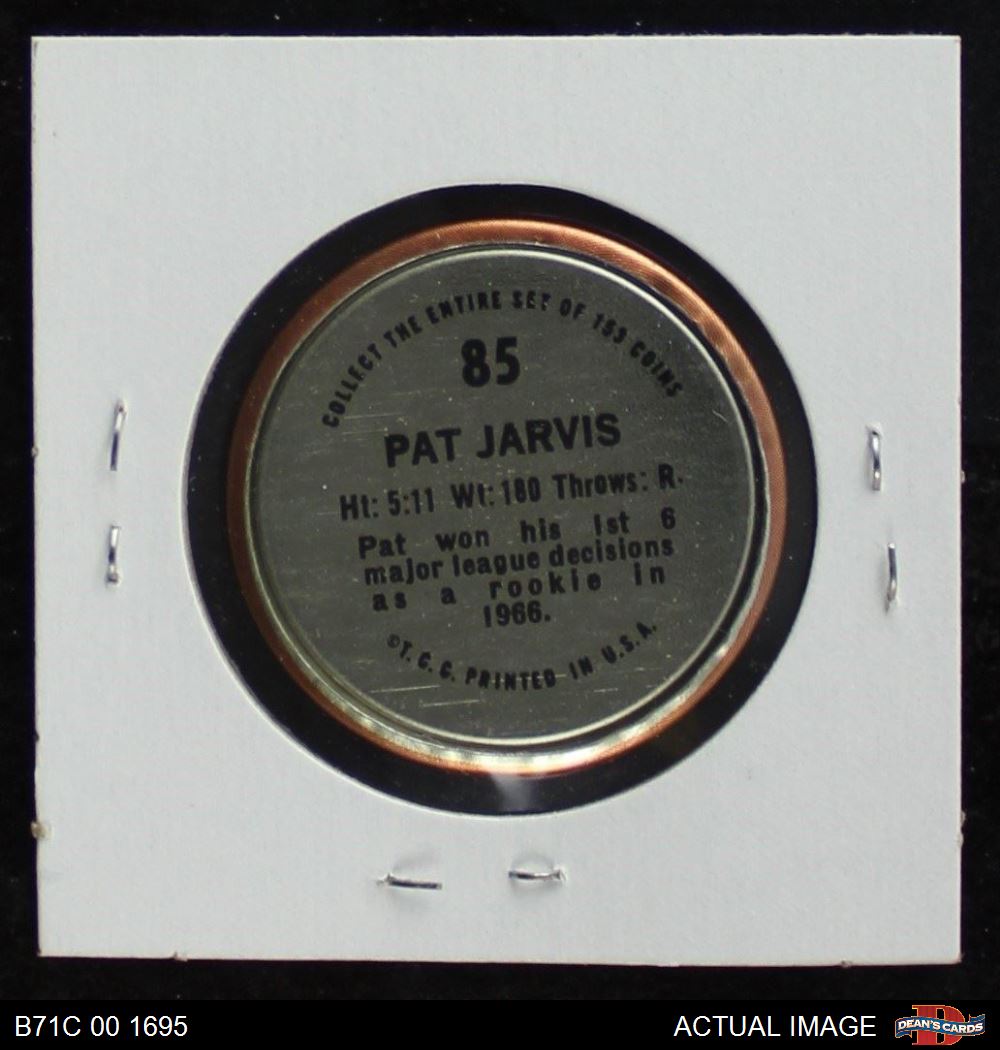 COLLECT THE ENTIRE SET OF 153 COINS
85
PAT JARVIS
Ht: 5:11 Wt: 180 Throws: R.
Pat won his 1st 6
major league decisions
as a rookie in
1966.
©T. C. G. PRINTED IN U.S.A.
B71C 00 1695
ACTUAL IMAGE
D
DEAN'S CARDS